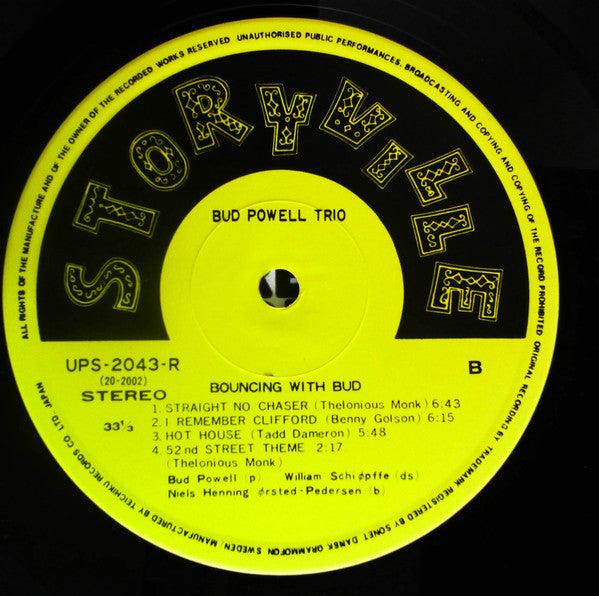 ALL RIGHTS OF THE MANUFACTURE AND OF THE OWNER OF THE RECORDED WORKS RESERVED UNAUTHORISED PUBLIC PERFORMANCES, BROADCASTING AND COPYING OF THE RECORD PROHIBITED ORIGINAL RECORDING BY
TRADEMARK REGISTERED BY SONET DANSK GRAMMOFON SWEDEN. MANUFACTURED BY TEICHIKU RECORDS CO LTD. JAPAN
STORYVILLE
BUD POWELL TRIO
UPS-2043-R
B
(20-2002)
STEREO
33⅓
BOUNCING WITH BUD
1. STRAIGHT NO CHASER (Thelonious Monk) 6:43
2. I REMEMBER CLIFFORD (Benny Golson) 6:15
3. HOT HOUSE (Tadd Dameron) 5:48
4. 52nd STREET THEME 2:17
(Thelonious Monk)
Bud Powell (p) William Schiøpffe (ds)
Niels Henning ørsted-Pedersen (b)